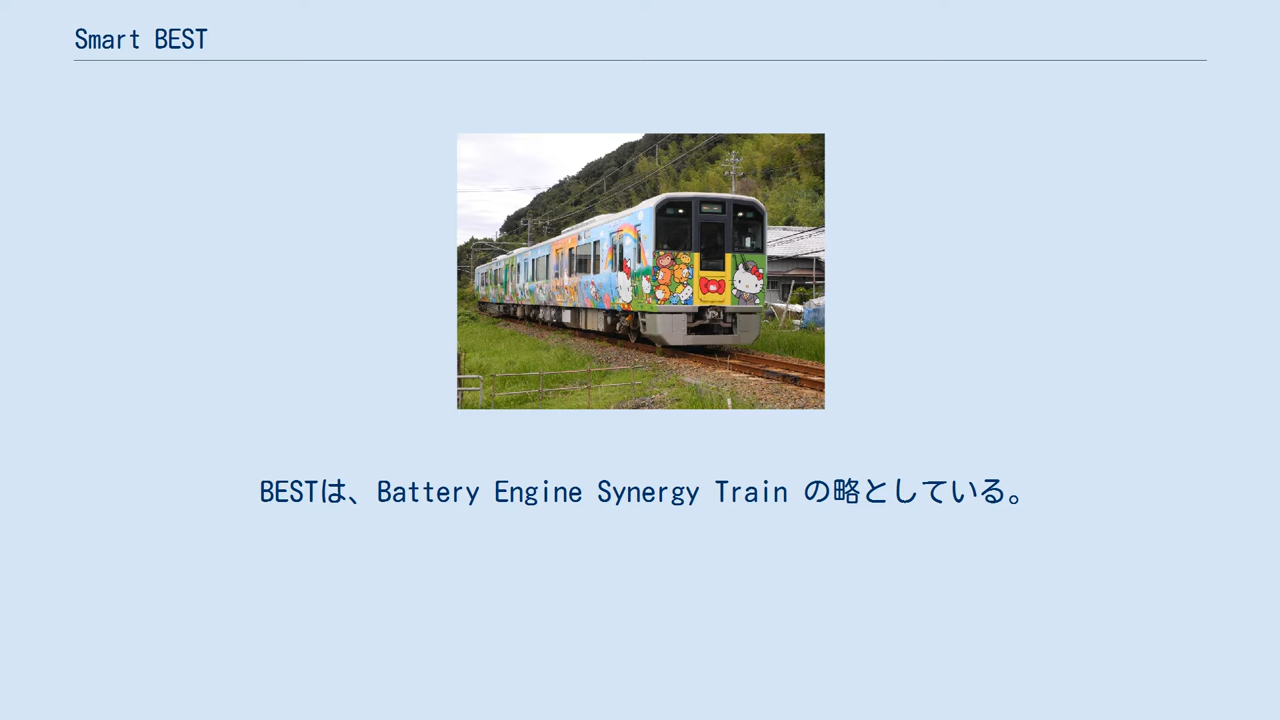 Smart BEST
BESTは、Battery Engine Synergy Train の略としている。